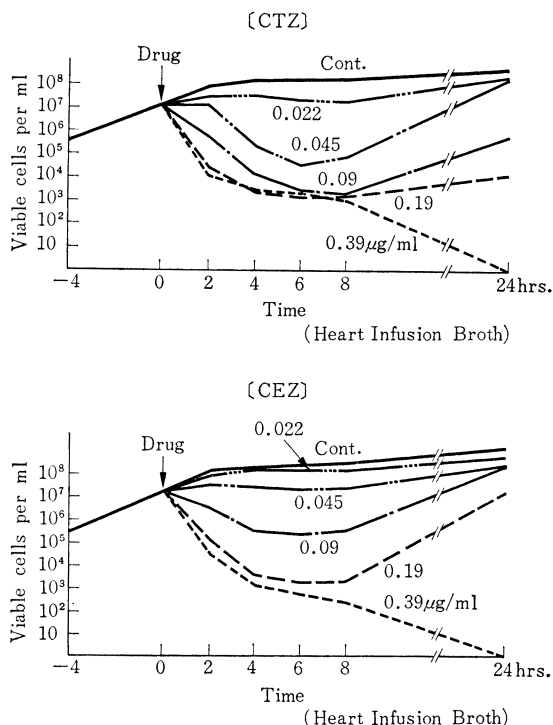 〔CTZ〕
Drug
Cont.
0.022
0.045
0.09
0.19
0.39μg/ml
Viable cells per ml
10⁸
10⁷
10⁶
10⁵
10⁴
10³
10²
10
−4 0 2 4 6 8 24hrs.
Time
(Heart Infusion Broth)
〔CEZ〕
Drug
0.022
Cont.
0.045
0.09
0.19
0.39μg/ml
Viable cells per ml
10⁸
10⁷
10⁶
10⁵
10⁴
10³
10²
10
−4 0 2 4 6 8 24hrs.
Time
(Heart Infusion Broth)